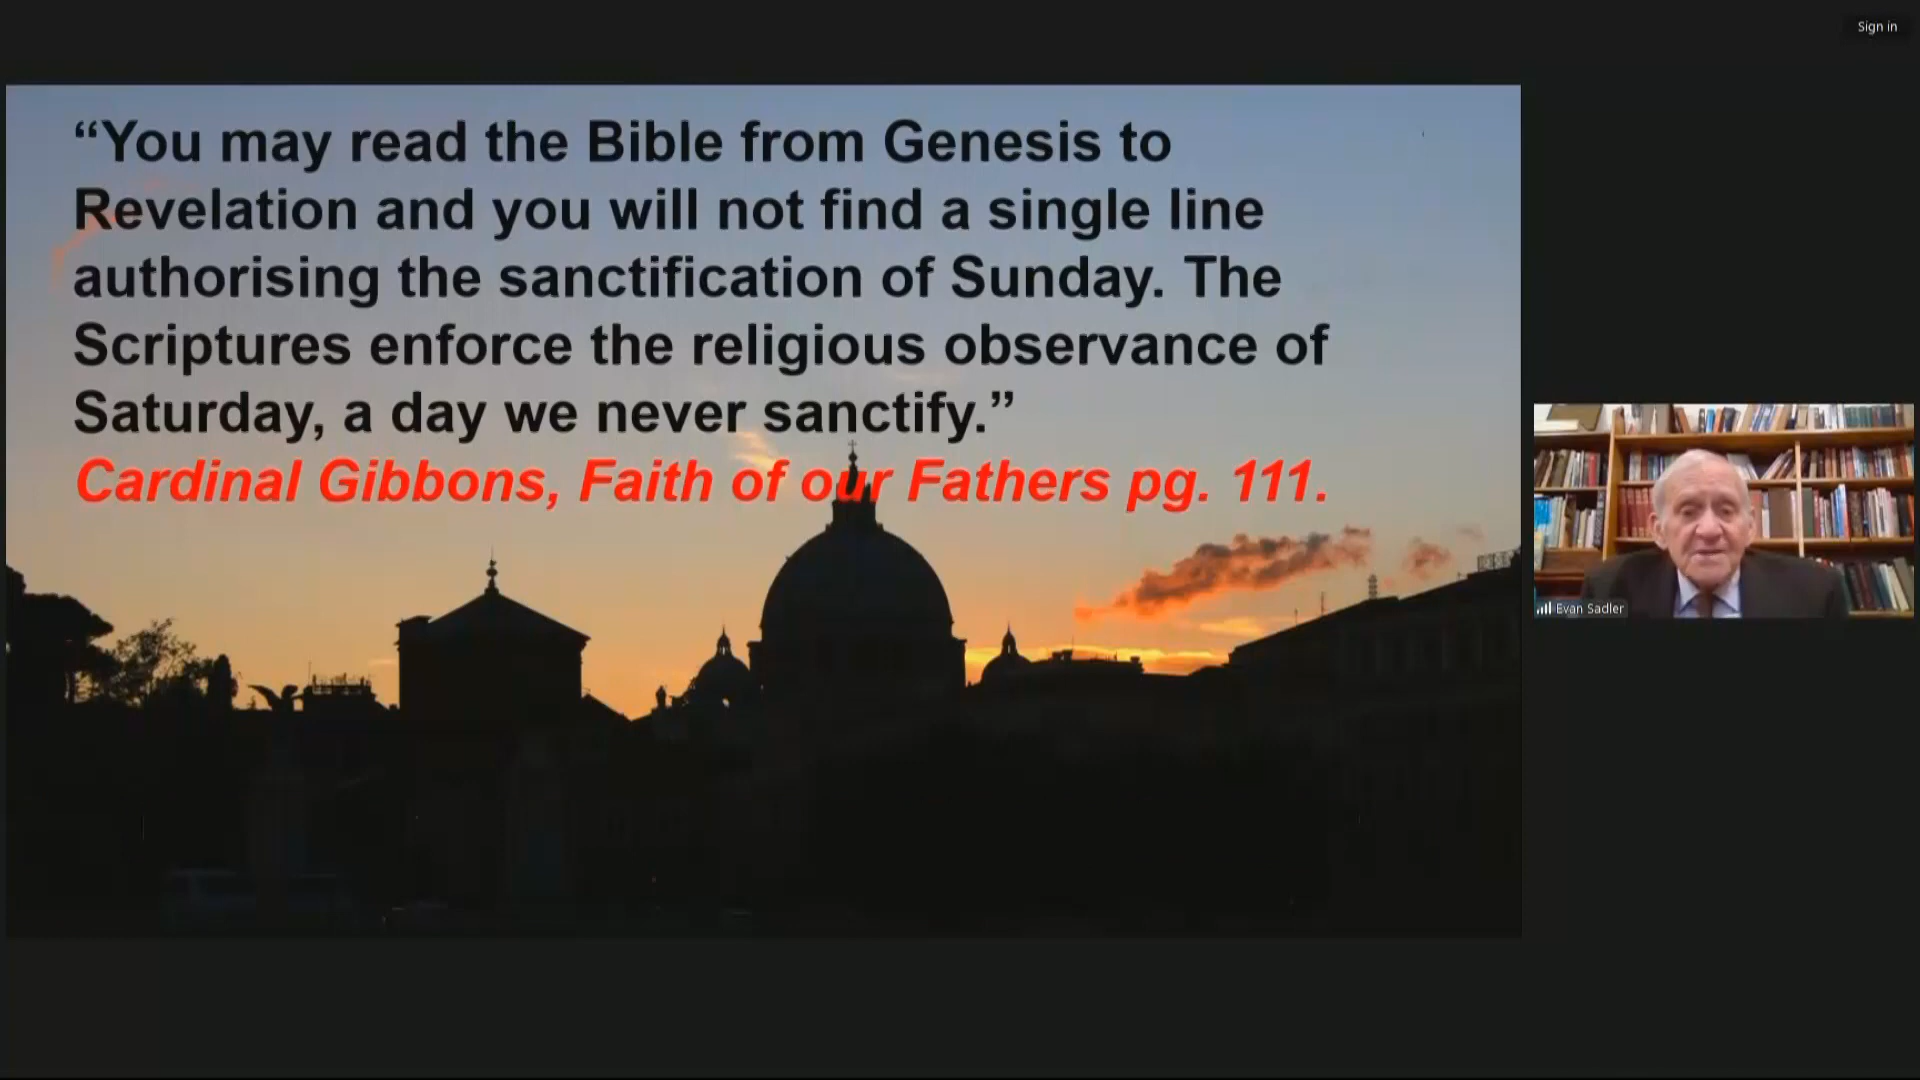 Sign in
“You may read the Bible from Genesis to
Revelation and you will not find a single line
authorising the sanctification of Sunday. The
Scriptures enforce the religious observance of
Saturday, a day we never sanctify.”
Cardinal Gibbons, Faith of our Fathers pg. 111.
Evan Sadler